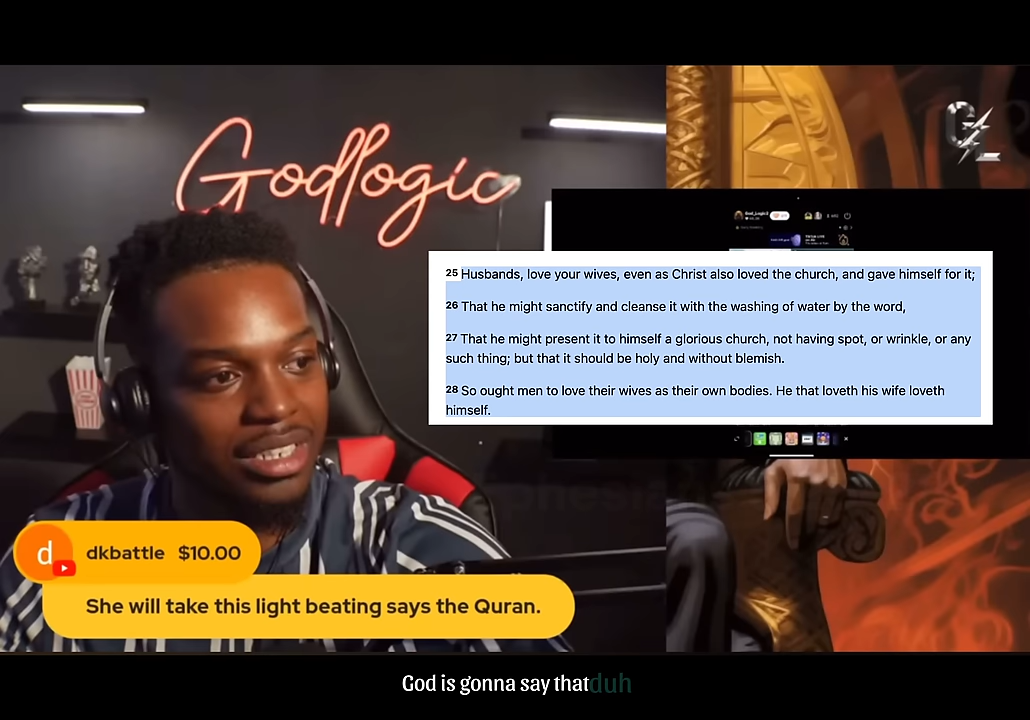 Godlogic
GL
25 Husbands, love your wives, even as Christ also loved the church, and gave himself for it;
26 That he might sanctify and cleanse it with the washing of water by the word,
27 That he might present it to himself a glorious church, not having spot, or wrinkle, or any
such thing; but that it should be holy and without blemish.
28 So ought men to love their wives as their own bodies. He that loveth his wife loveth
himself.
d dkbattle $10.00
She will take this light beating says the Quran.
God is gonna say that duh